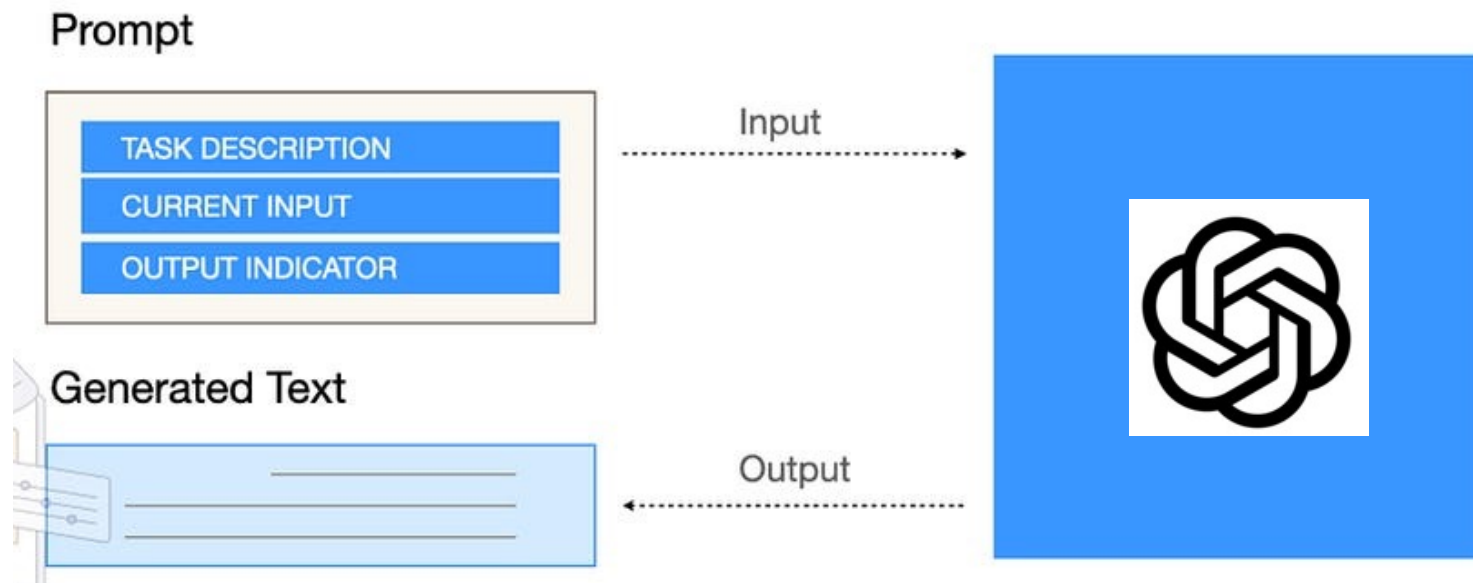 Prompt
TASK DESCRIPTION
CURRENT INPUT
OUTPUT INDICATOR
Input
Generated Text
Output